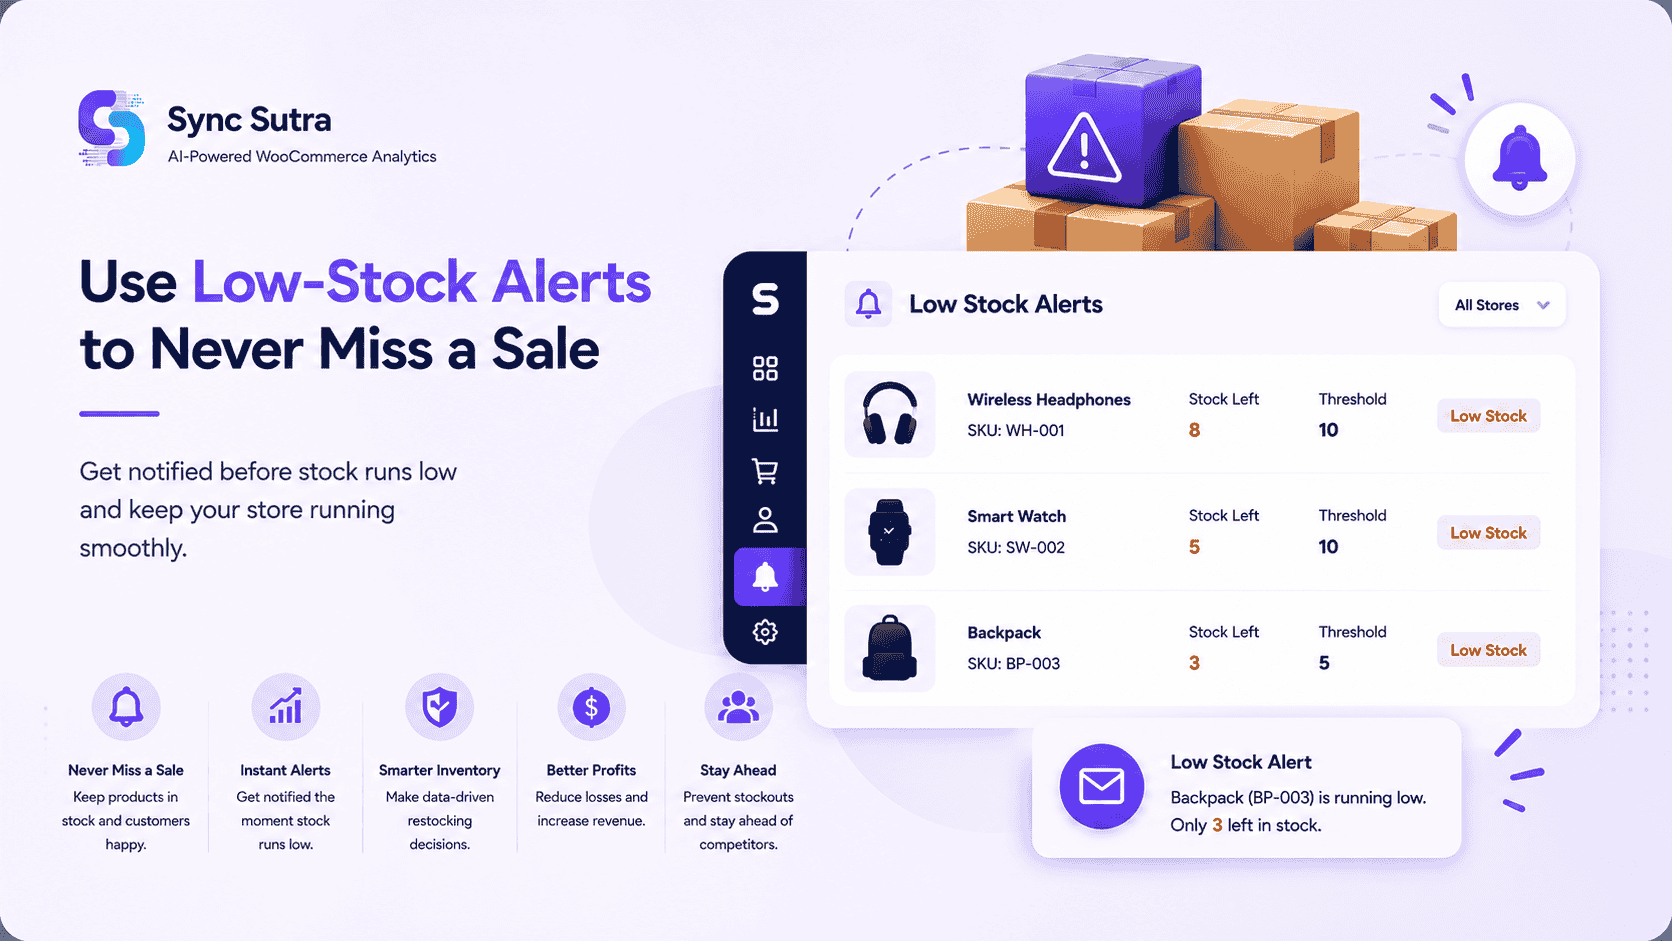 Sync Sutra
AI-Powered WooCommerce Analytics
Use Low-Stock Alerts
to Never Miss a Sale
Get notified before stock runs low
and keep your store running
smoothly.
Never Miss a Sale
Keep products in
stock and customers
happy.
Instant Alerts
Get notified the
moment stock
runs low.
Smarter Inventory
Make data-driven
restocking
decisions.
Better Profits
Reduce losses and
increase revenue.
Stay Ahead
Prevent stockouts
and stay ahead of
competitors.
S
Low Stock Alerts
All Stores
Wireless Headphones
SKU: WH-001
Stock Left
8
Threshold
10
Low Stock
Smart Watch
SKU: SW-002
Stock Left
5
Threshold
10
Low Stock
Backpack
SKU: BP-003
Stock Left
3
Threshold
5
Low Stock
Low Stock Alert
Backpack (BP-003) is running low.
Only 3 left in stock.